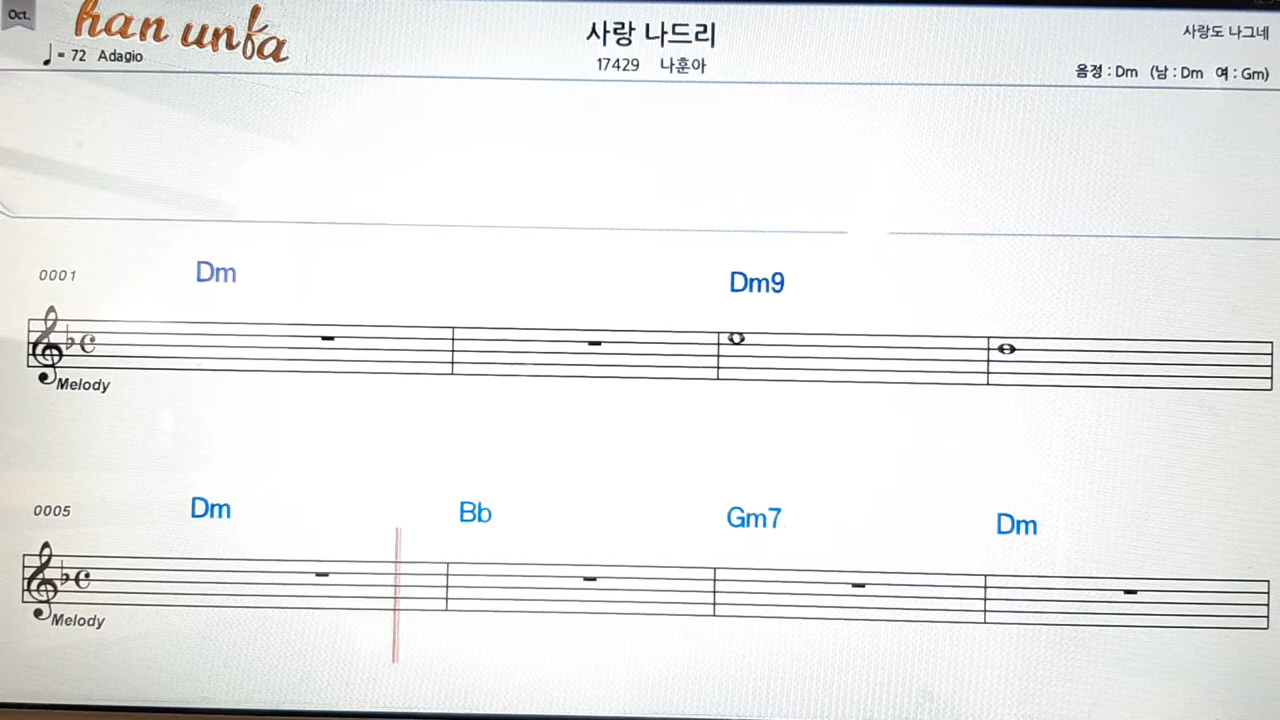 Oct.
han unfa
사랑 나드리
사랑도 나그네
♩= 72 Adagio
17429 나훈아
음정 : Dm (남 : Dm 여 : Gm)
0001 Dm Dm9
Melody
0005 Dm Bb Gm7 Dm
Melody